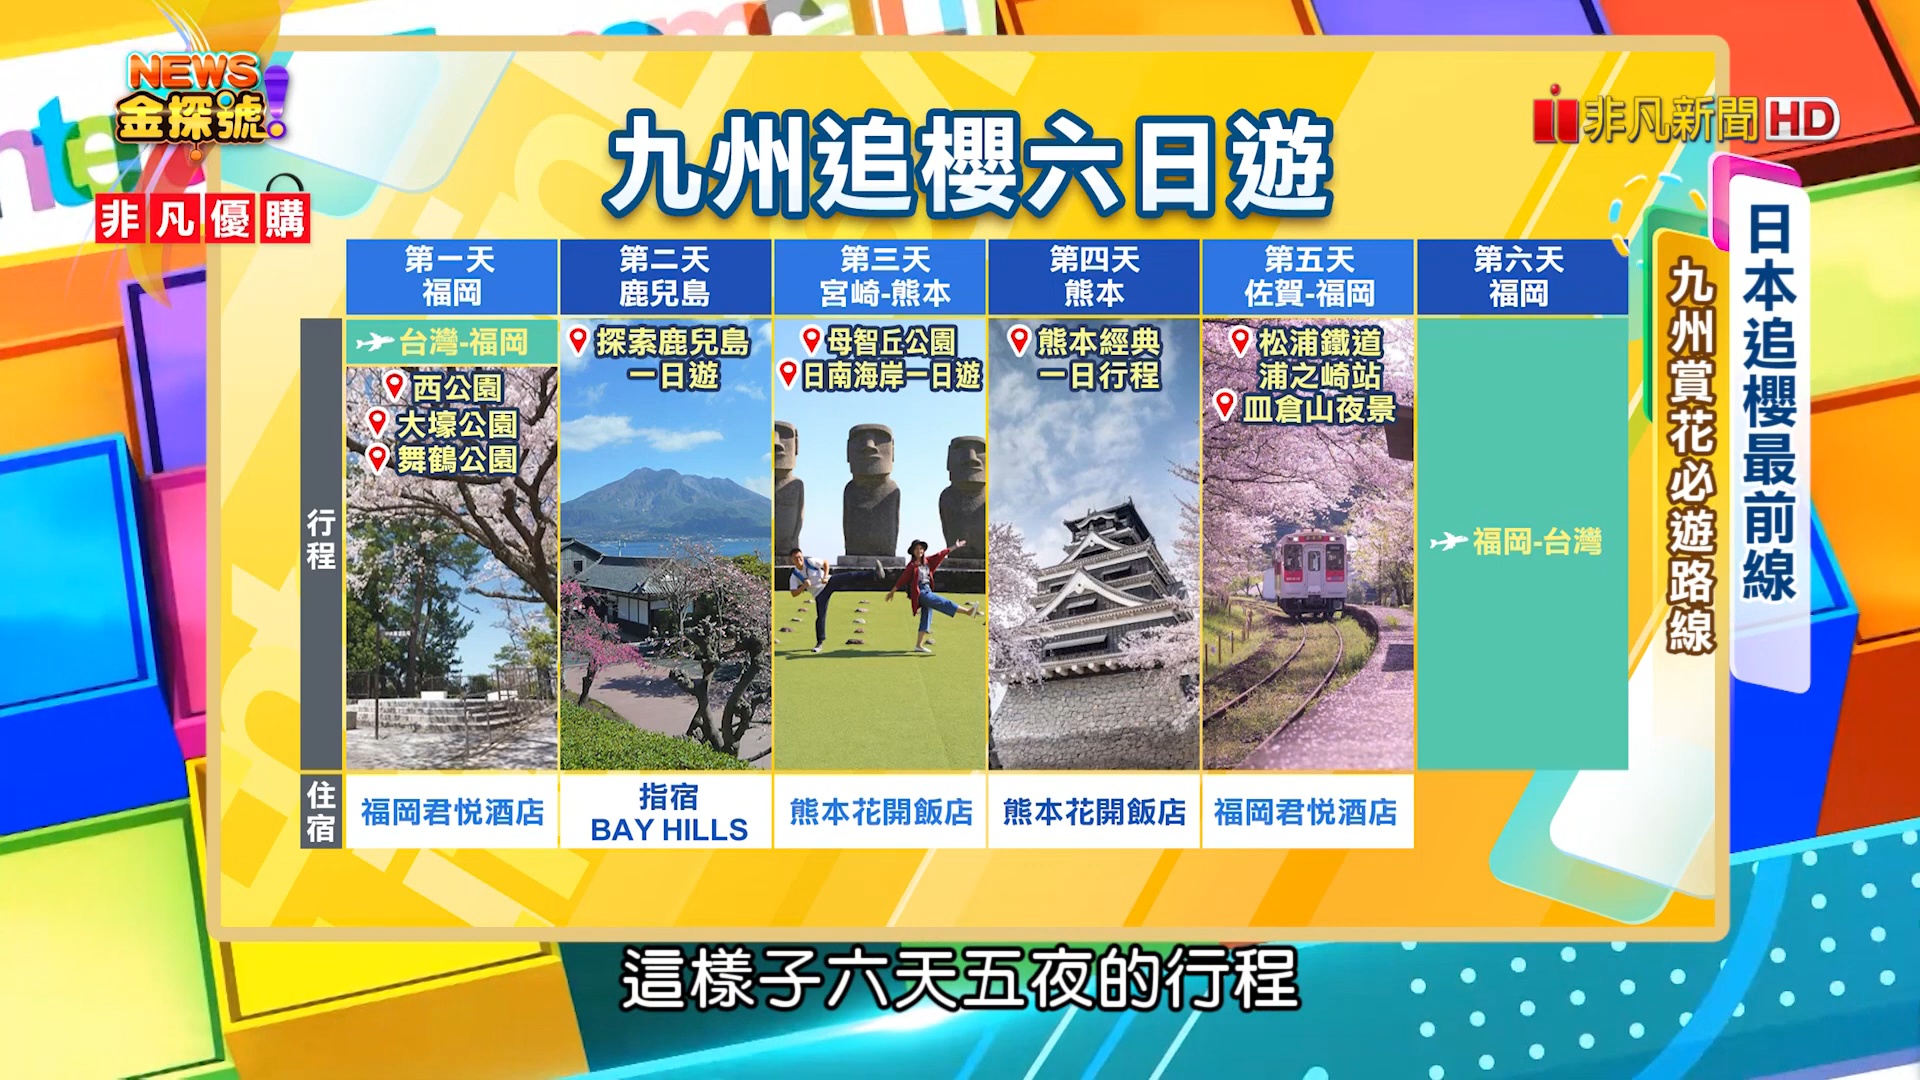 NEWS
金探號!
非凡優購
非凡新聞HD
九州追櫻六日遊
日本追櫻最前線
九州賞花必遊路線
第一天
福岡
第二天
鹿兒島
第三天
宮崎-熊本
第四天
熊本
第五天
佐賀-福岡
第六天
福岡
行程
台灣-福岡
西公園
大壕公園
舞鶴公園
探索鹿兒島
一日遊
母智丘公園
日南海岸一日遊
熊本經典
一日行程
松浦鐵道
浦之崎站
皿倉山夜景
福岡-台灣
住宿
福岡君悦酒店
指宿
BAY HILLS
熊本花開飯店
熊本花開飯店
福岡君悦酒店
這樣子六天五夜的行程